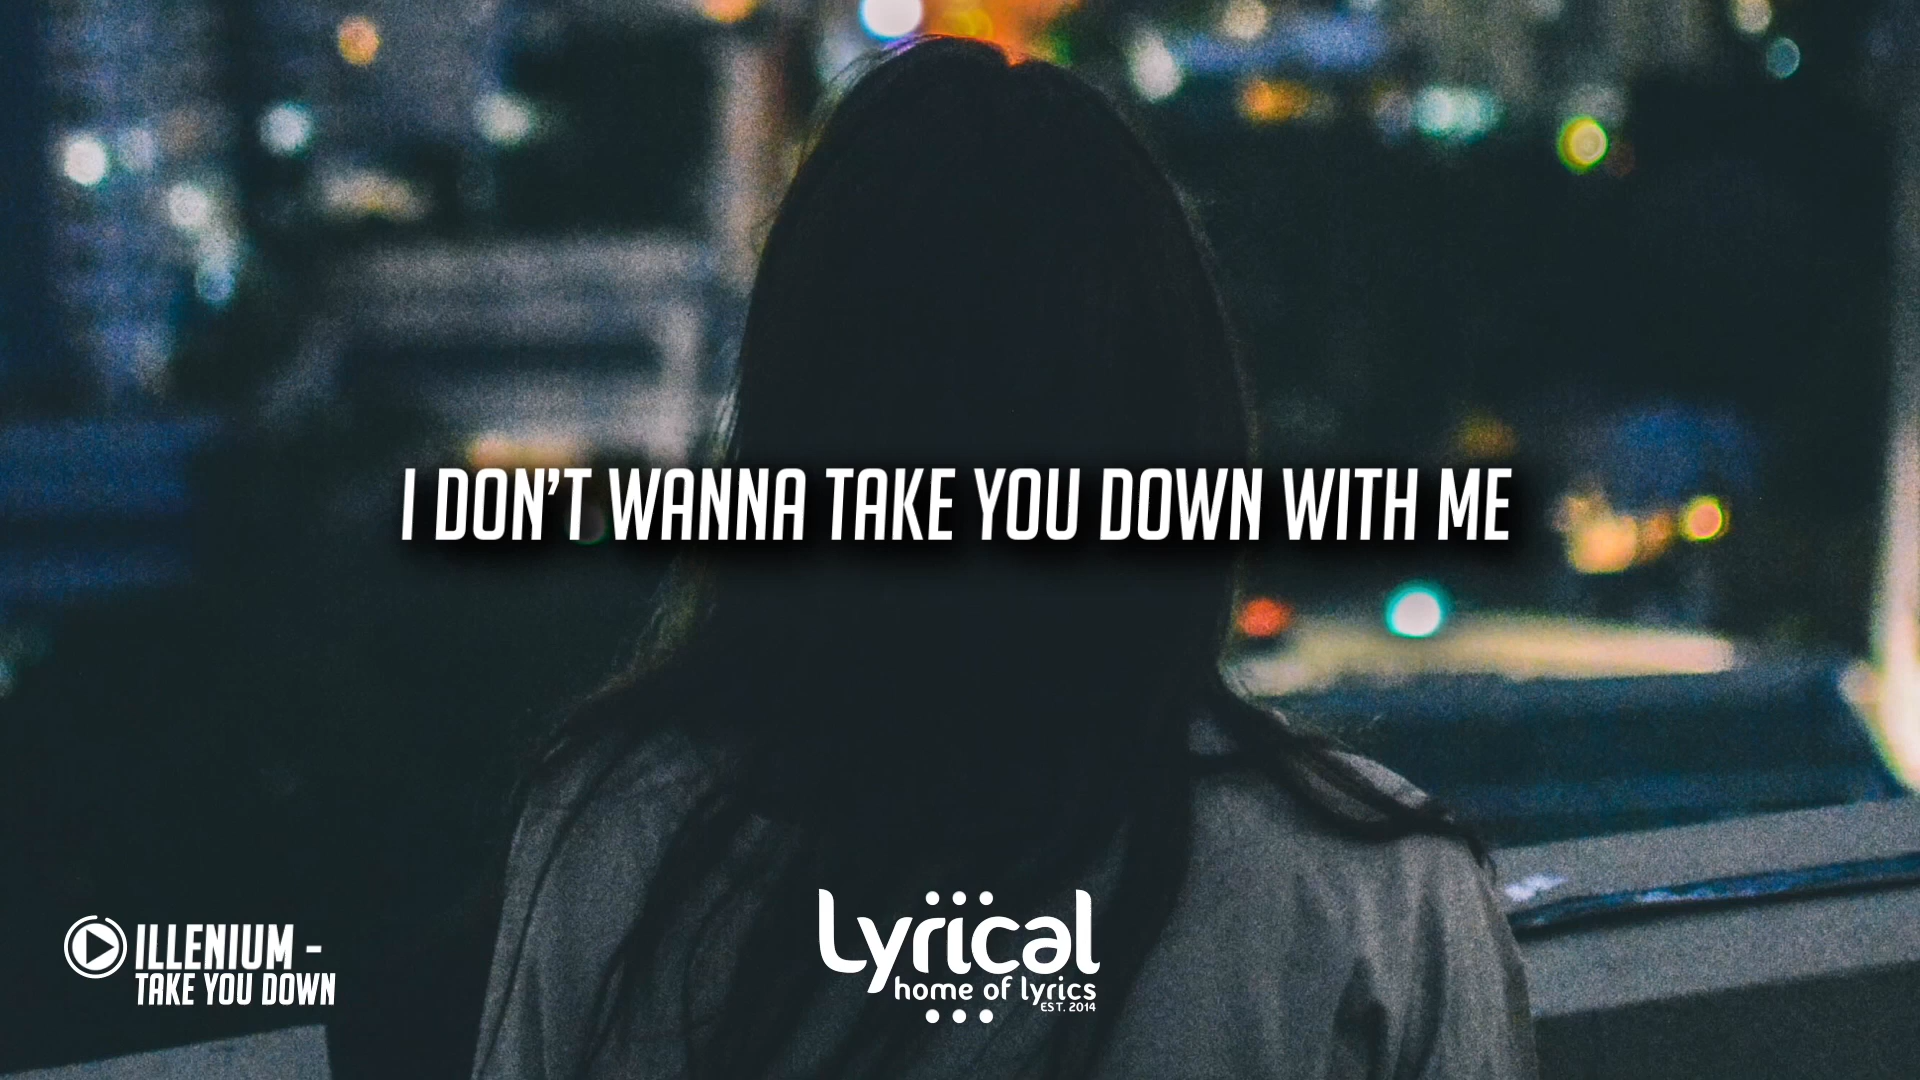 I DON'T WANNA TAKE YOU DOWN WITH ME
ILLENIUM -
TAKE YOU DOWN
Lyrical
home of lyrics
EST. 2014